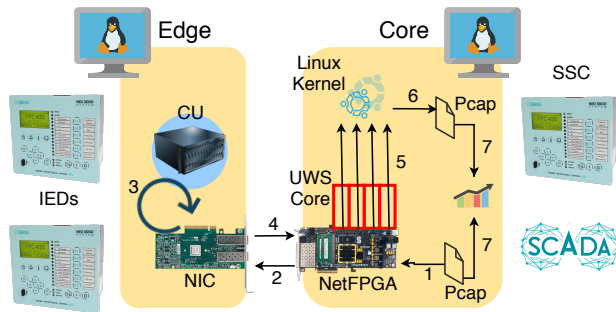 Edge
Core
SSC
Linux
Kernel
6
Pcap
CU
7
5
3
UWS
Core
IEDs
4
7
SCADA
2
1
NIC
NetFPGA
Pcap